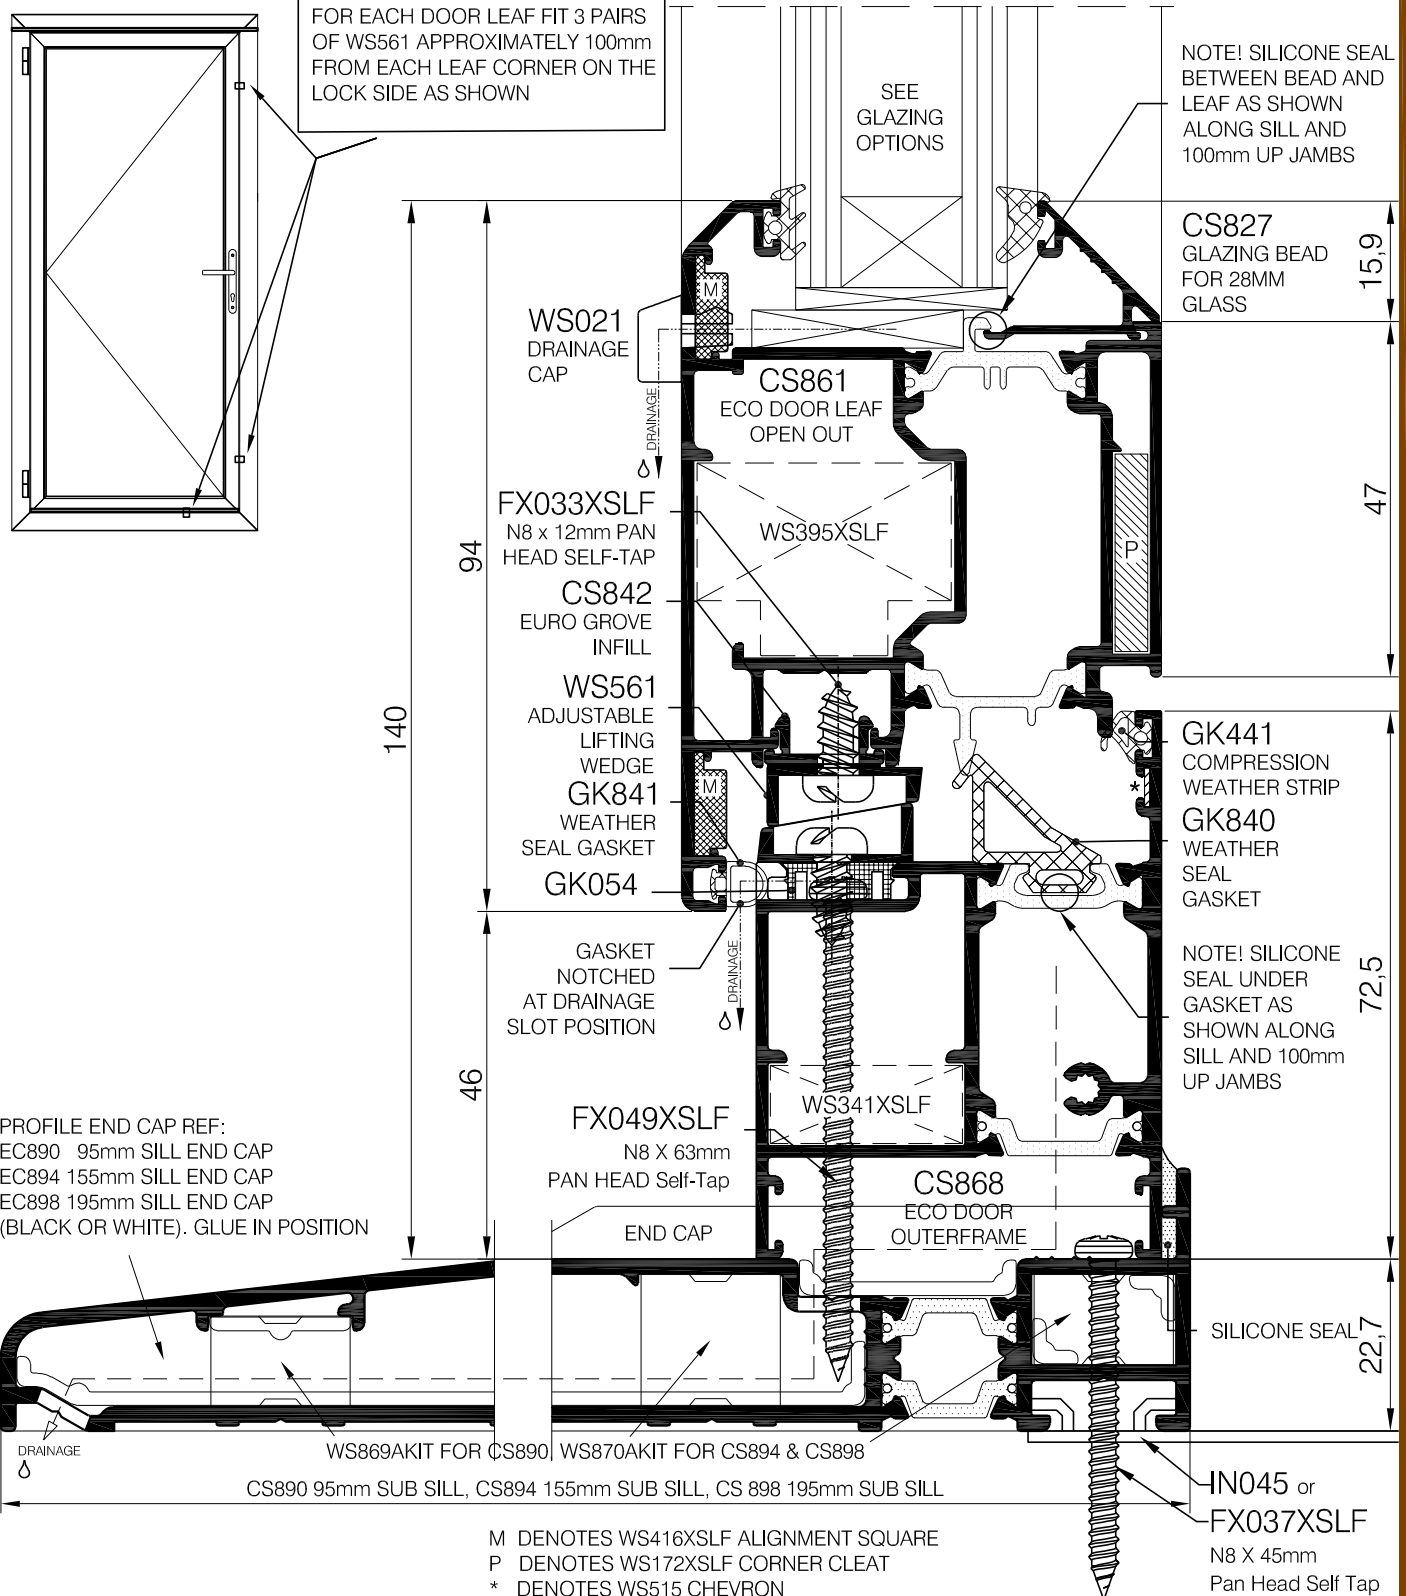 FOR EACH DOOR LEAF FIT 3 PAIRS
OF WS561 APPROXIMATELY 100mm
FROM EACH LEAF CORNER ON THE
LOCK SIDE AS SHOWN
SEE
GLAZING
OPTIONS
NOTE! SILICONE SEAL
BETWEEN BEAD AND
LEAF AS SHOWN
ALONG SILL AND
100mm UP JAMBS
CS827
GLAZING BEAD
FOR 28MM
GLASS
15,9
M
WS021
DRAINAGE
CAP
DRAINAGE
CS861
ECO DOOR LEAF
OPEN OUT
47
FX033XSLF
N8 x 12mm PAN
HEAD SELF-TAP
WS395XSLF
P
94
CS842
EURO GROVE
INFILL
WS561
ADJUSTABLE
LIFTING
WEDGE
140
GK841
WEATHER
SEAL GASKET
M
GK054
GK441
COMPRESSION
WEATHER STRIP
*
GK840
WEATHER
SEAL
GASKET
GASKET
NOTCHED
AT DRAINAGE
SLOT POSITION
DRAINAGE
NOTE! SILICONE
SEAL UNDER
GASKET AS
SHOWN ALONG
SILL AND 100mm
UP JAMBS
72,5
46
WS341XSLF
FX049XSLF
N8 X 63mm
PAN HEAD Self-Tap
PROFILE END CAP REF:
EC890 95mm SILL END CAP
EC894 155mm SILL END CAP
EC898 195mm SILL END CAP
(BLACK OR WHITE). GLUE IN POSITION
CS868
ECO DOOR
OUTERFRAME
END CAP
SILICONE SEAL
22,7
DRAINAGE
WS869AKIT FOR CS890, WS870AKIT FOR CS894 & CS898
CS890 95mm SUB SILL, CS894 155mm SUB SILL, CS 898 195mm SUB SILL
IN045 or
FX037XSLF
N8 X 45mm
Pan Head Self Tap
M DENOTES WS416XSLF ALIGNMENT SQUARE
P DENOTES WS172XSLF CORNER CLEAT
* DENOTES WS515 CHEVRON